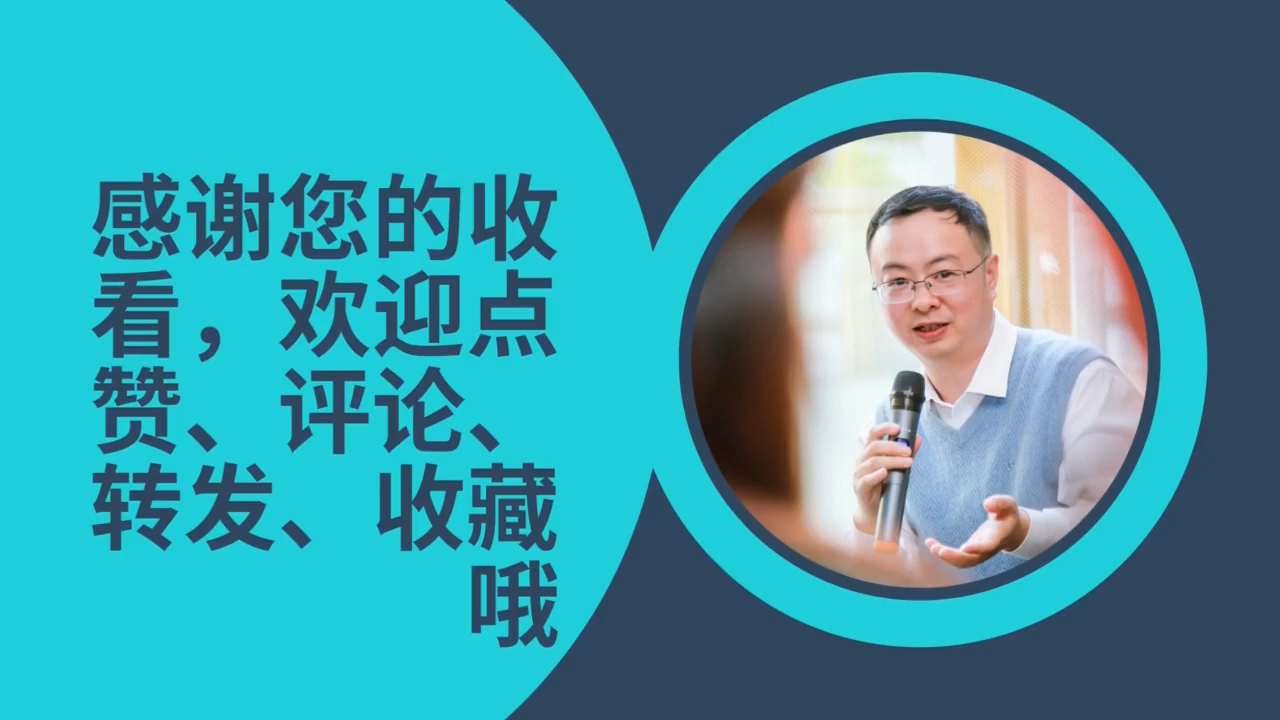 感谢您的收
看，欢迎点
赞、评论、
转发、收藏
哦